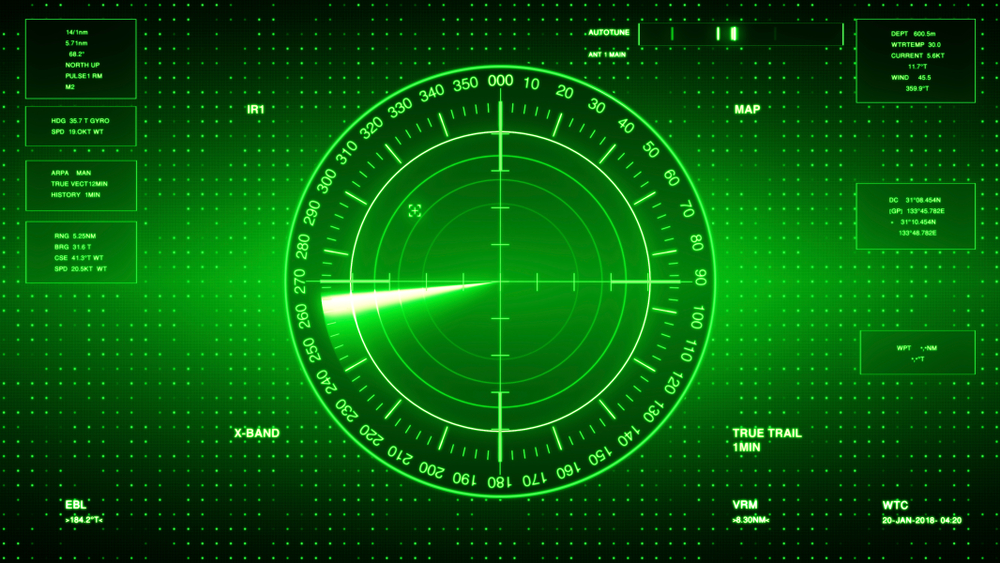 14/1nm
5.71nm
68.2°
NORTH UP
PULSE1 RM
M2
HDG 35.7 T GYRO
SPD 19.OKT WT
ARPA MAN
TRUE VECT12MIN
HISTORY 1MIN
RNG 5.25NM
BRG 31.6 T
CSE 41.3°T WT
SPD 20.5KT WT
IR1
X-BAND
EBL
>184.2°T<
AUTOTUNE
ANT 1 MAIN
000
10
20
30
40
50
60
70
80
90
100
110
120
130
140
150
160
170
180
190
200
210
220
230
240
250
260
270
280
290
300
310
320
330
340
350
MAP
TRUE TRAIL
1MIN
VRM
>8.30NM<
DEPT 600.5m
WTRTEMP 30.0
CURRENT 5.6KT
11.7°T
WIND 45.5
359.9°T
DC 31°08.454N
(GP) 133°45.782E
31°10.454N
133°48.782E
WPT -.-NM
-.-°T
WTC
20-JAN-2018- 04:20